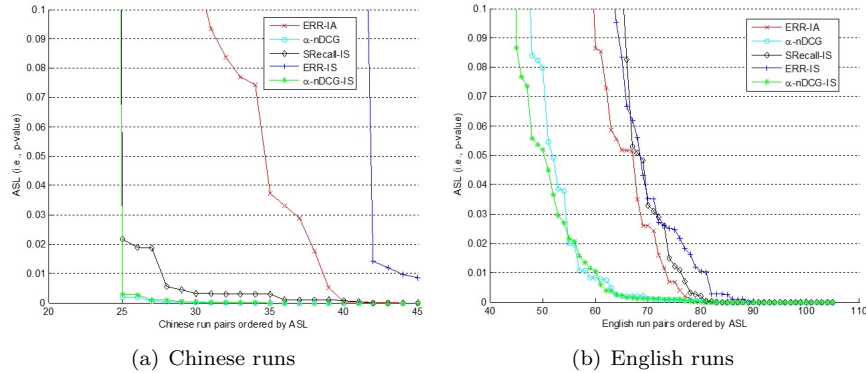 0.1
0.09
0.08
0.07
0.06
0.05
0.04
0.03
0.02
0.01
0
ASL (i.e., p-value)
20 25 30 35 40 45
Chinese run pairs ordered by ASL
ERR-IA
α-nDCG
SRecall-IS
ERR-IS
α-nDCG-IS
(a) Chinese runs
0.1
0.09
0.08
0.07
0.06
0.05
0.04
0.03
0.02
0.01
0
ASL (i.e., p-value)
40 50 60 70 80 90 100 110
English run pairs ordered by ASL
ERR-IA
α-nDCG
SRecall-IS
ERR-IS
α-nDCG-IS
(b) English runs